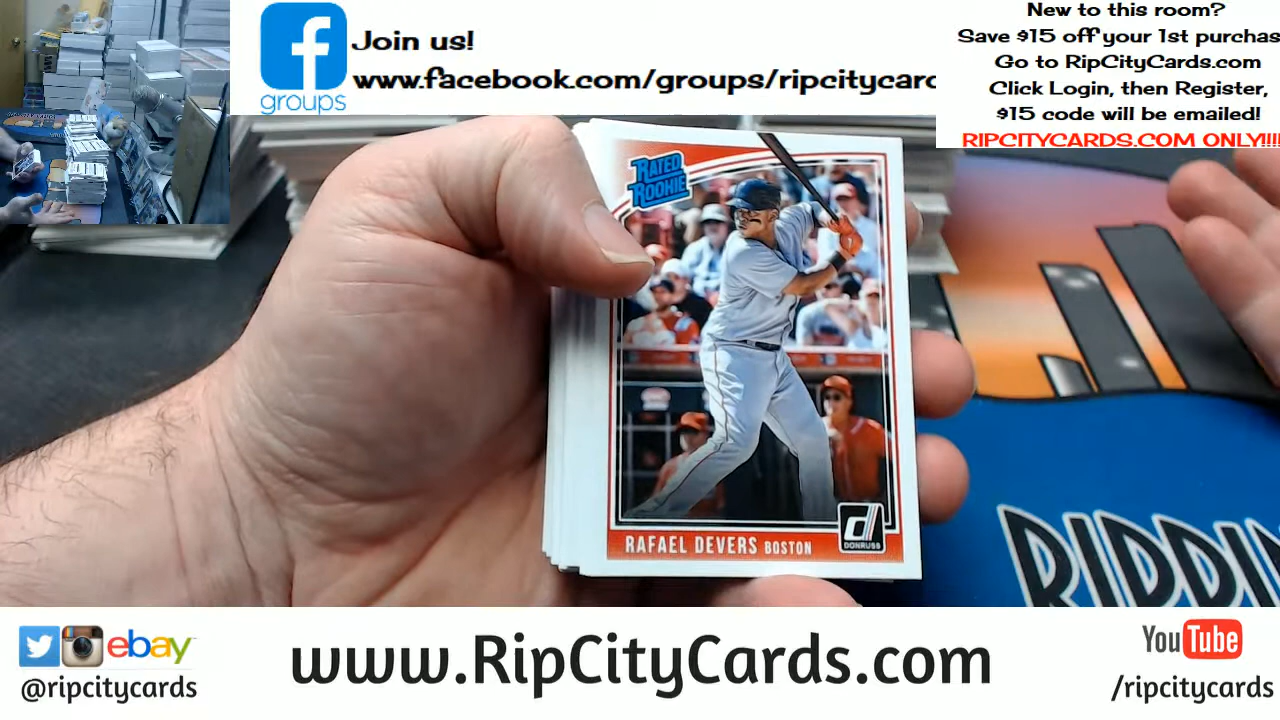 f
groups
Join us!
www.facebook.com/groups/ripcitycarc
New to this room?
Save $15 off your 1st purchas
Go to RipCityCards.com
Click Login, then Register,
$15 code will be emailed!
RIPCITYCARDS.COM ONLY!!!!
RATED
ROOKIE
d
DONRUSS
RAFAEL DEVERS BOSTON
RIPPIN
ebay
@ripcitycards
www.RipCityCards.com
YouTube
/ripcitycards